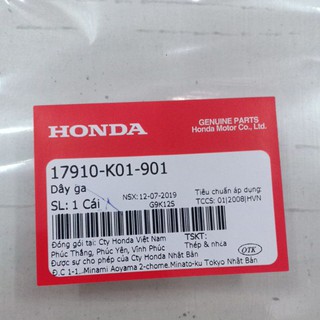 GENUINE PARTS
HONDA Honda Motor Co., Ltd.
17910-K01-901
Dây ga
NSX: 12-07-2019 Tiêu chuẩn áp dụng:
SL: 1 Cái G9K12S TCCS: 01|2008|HVN
Đóng gói tại: Cty Honda Việt Nam TSKT:
Phúc Thắng, Phúc Yên, Vĩnh Phúc Thép & nhựa
Được sự cho phép của Cty Honda Nhật Bản OTK
Đ.C 1-1..Minami Aoyama 2-chome.Minato-ku Tokyo Nhật Bản